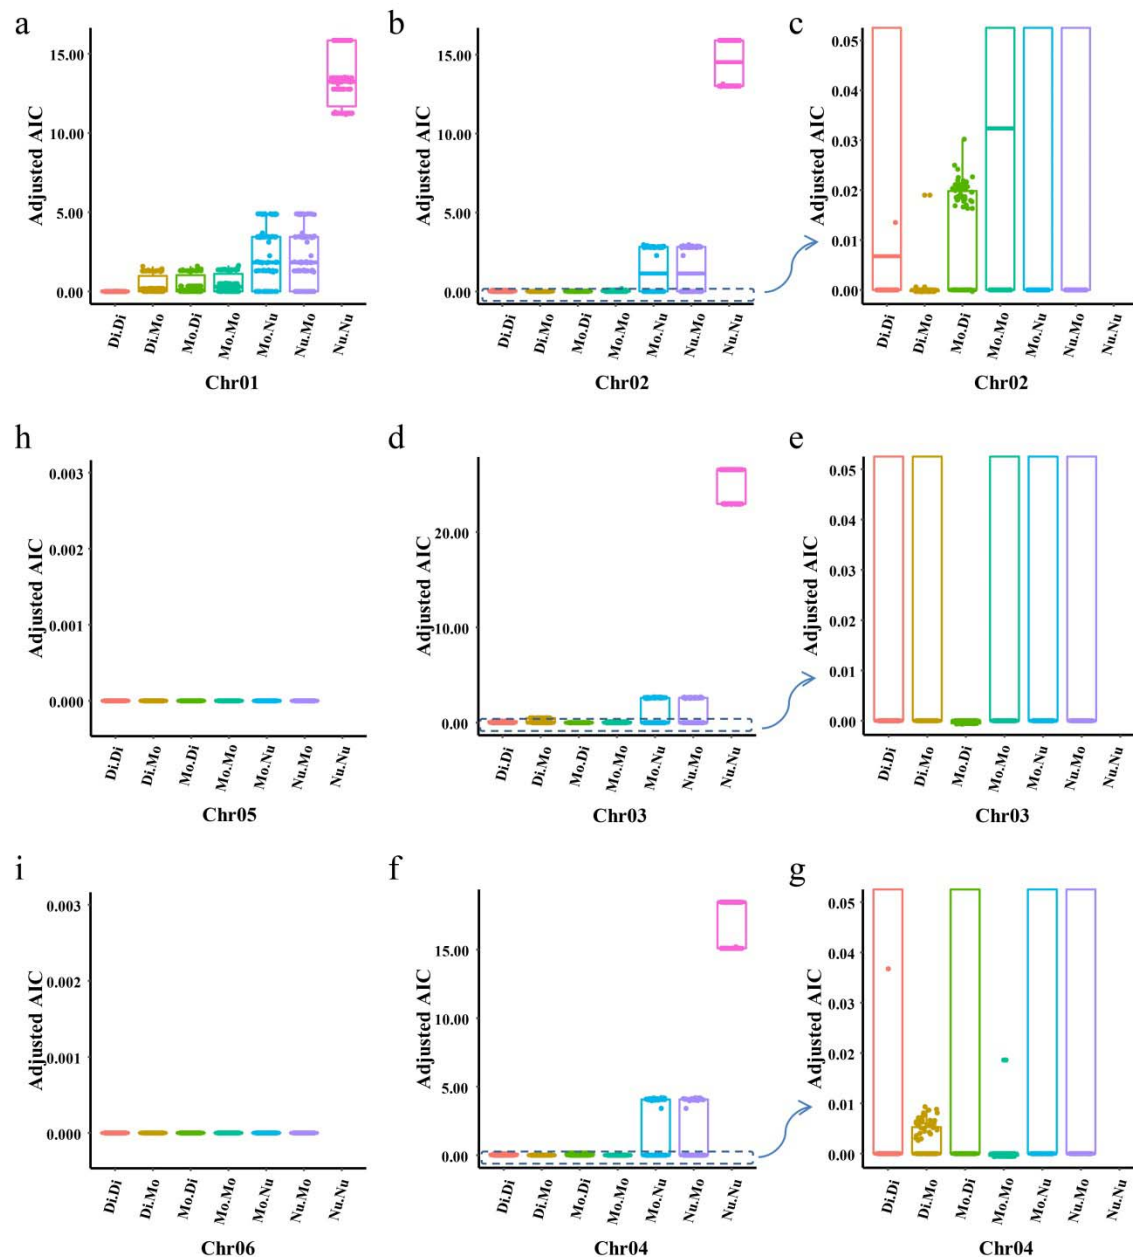 a
Adjusted AIC
15.00
10.00
5.00
0.00
Di.Di
Di.Mo
Mo.Di
Mo.Mo
Mo.Nu
Nu.Mo
Nu.Nu
Chr01
b
Adjusted AIC
15.00
10.00
5.00
0.00
Di.Di
Di.Mo
Mo.Di
Mo.Mo
Mo.Nu
Nu.Mo
Nu.Nu
Chr02
c
Adjusted AIC
0.05
0.04
0.03
0.02
0.01
0.00
Di.Di
Di.Mo
Mo.Di
Mo.Mo
Mo.Nu
Nu.Mo
Nu.Nu
Chr02
h
Adjusted AIC
0.003
0.002
0.001
0.000
Di.Di
Di.Mo
Mo.Di
Mo.Mo
Mo.Nu
Nu.Mo
Nu.Nu
Chr05
d
Adjusted AIC
20.00
10.00
0.00
Di.Di
Di.Mo
Mo.Di
Mo.Mo
Mo.Nu
Nu.Mo
Nu.Nu
Chr03
e
Adjusted AIC
0.05
0.04
0.03
0.02
0.01
0.00
Di.Di
Di.Mo
Mo.Di
Mo.Mo
Mo.Nu
Nu.Mo
Nu.Nu
Chr03
i
Adjusted AIC
0.003
0.002
0.001
0.000
Di.Di
Di.Mo
Mo.Di
Mo.Mo
Mo.Nu
Nu.Mo
Nu.Nu
Chr06
f
Adjusted AIC
15.00
10.00
5.00
0.00
Di.Di
Di.Mo
Mo.Di
Mo.Mo
Mo.Nu
Nu.Mo
Nu.Nu
Chr04
g
Adjusted AIC
0.05
0.04
0.03
0.02
0.01
0.00
Di.Di
Di.Mo
Mo.Di
Mo.Mo
Mo.Nu
Nu.Mo
Nu.Nu
Chr04